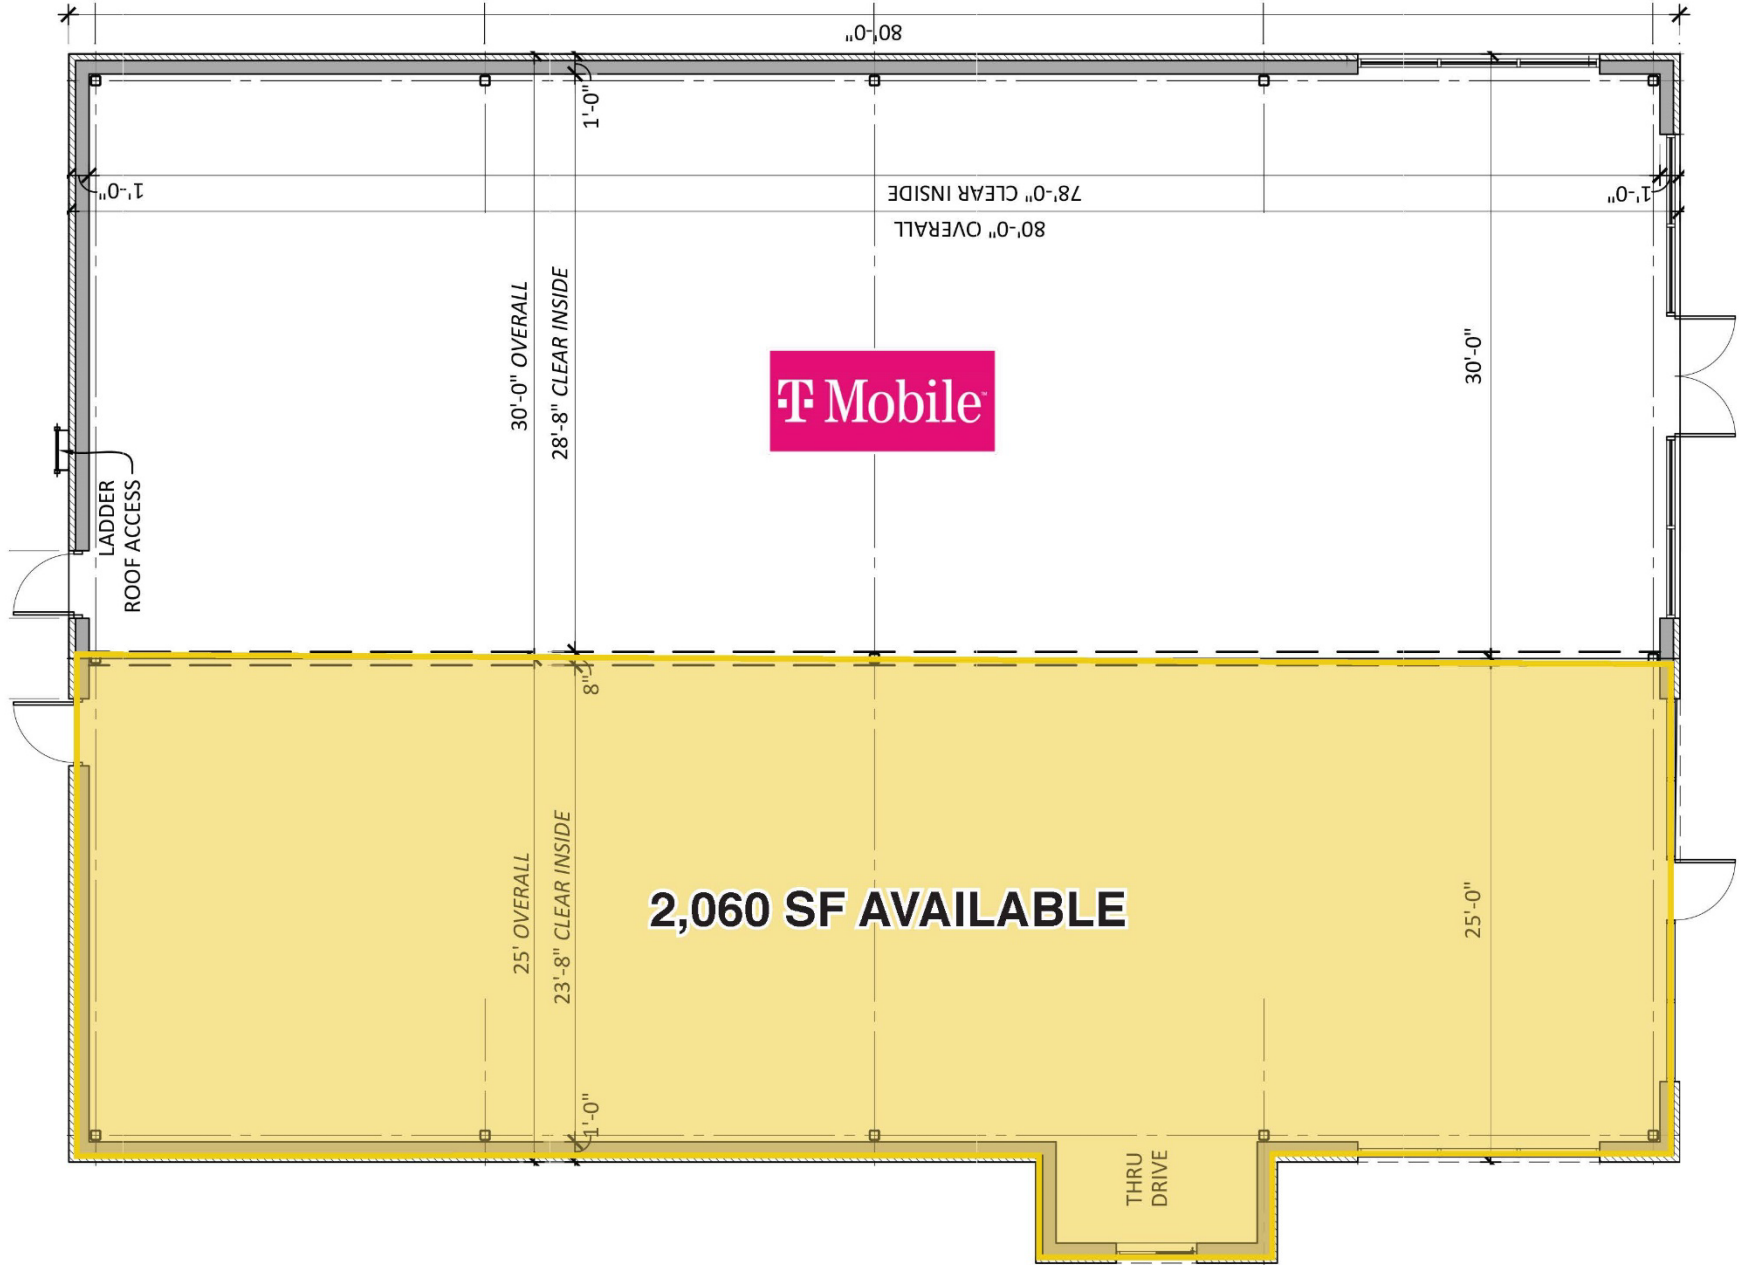 80'-0"
1'-0"
1'-0"
78'-0" CLEAR INSIDE
1'-0"
80'-0" OVERALL
30'-0" OVERALL
28'-8" CLEAR INSIDE
30'-0"
T Mobile
LADDER
ROOF ACCESS
8"
25' OVERALL
23'-8" CLEAR INSIDE
2,060 SF AVAILABLE
25'-0"
1'-0"
THRU
DRIVE